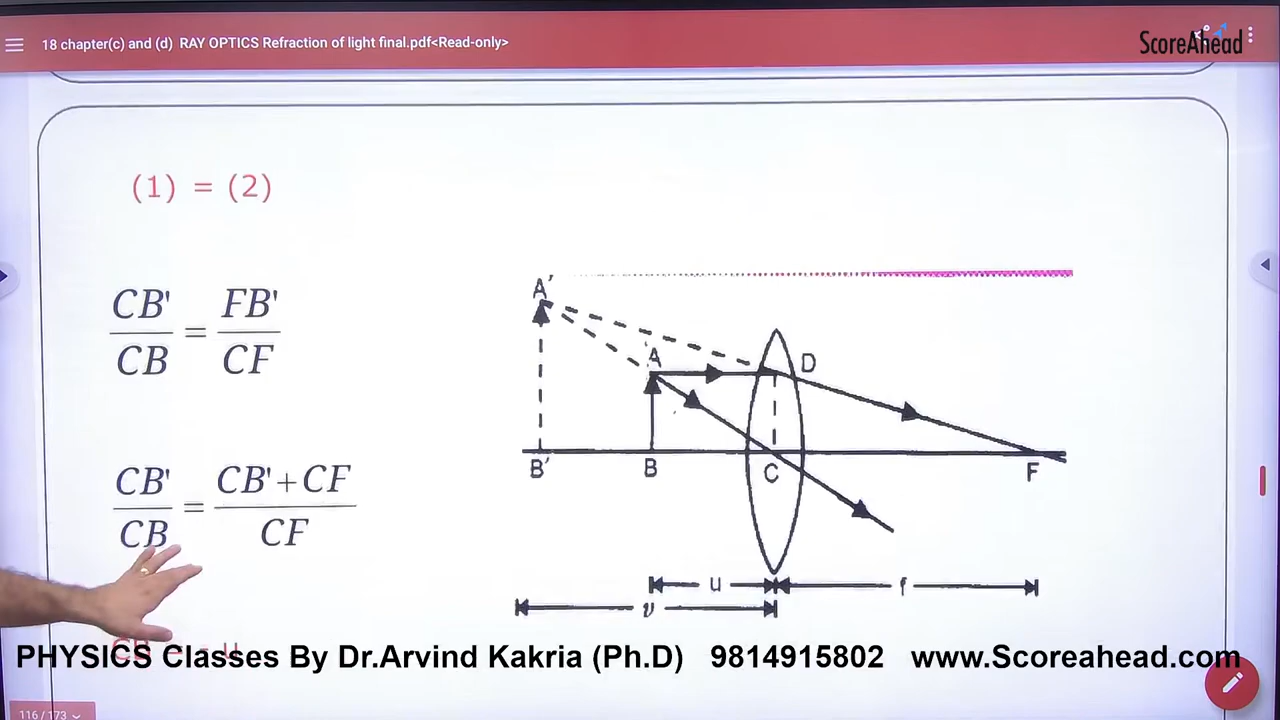 18 chapter(c) and (d) RAY OPTICS Refraction of light final.pdf<Read-only>
ScoreAhead
(1) = (2)
CB' / CB = FB' / CF
CB' / CB = CB' + CF / CF
A'
A
D
B'
B
C
F
u
f
v
CB = - u
PHYSICS Classes By Dr.Arvind Kakria (Ph.D) 9814915802 www.Scoreahead.com
116 / 173